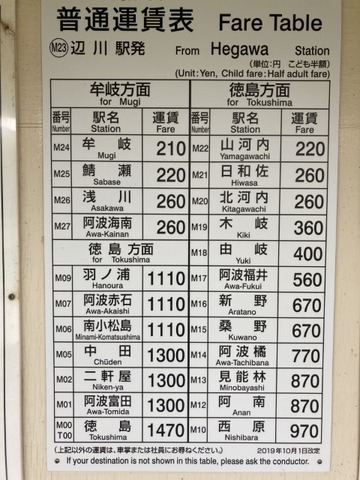 普通運賃表 Fare Table
M23 辺川駅発 From Hegawa Station
(単位:円 こども半額)
(Unit:Yen, Child fare:Half adult fare)
牟岐方面
for Mugi
番号 駅名 運賃
Number Station Fare
M24 牟岐 210
Mugi
M25 鯖瀬 220
Sabase
M26 浅川 260
Asakawa
M27 阿波海南 260
Awa-Kainan
徳島方面
for Tokushima
M09 羽ノ浦 1110
Hanoura
M07 阿波赤石 1110
Awa-Akaishi
M06 南小松島 1110
Minami-Komatsushima
M05 中田 1300
Chūden
M02 二軒屋 1300
Niken-ya
M01 阿波富田 1300
Awa-Tomida
M00 T00 徳島 1470
Tokushima
徳島方面
for Tokushima
番号 駅名 運賃
Number Station Fare
M22 山河内 220
Yamagawachi
M21 日和佐 260
Hiwasa
M20 北河内 260
Kitagawachi
M19 木岐 360
Kiki
M18 由岐 400
Yuki
M17 阿波福井 560
Awa-Fukui
M16 新野 670
Aratano
M15 桑野 670
Kuwano
M14 阿波橘 770
Awa-Tachibana
M13 見能林 870
Minobayashi
M12 阿南 870
Anan
M10 西原 970
Nishibara
(上記以外の駅は、車掌または社員にお尋ねください。) 2019年10月1日改定
● If your destination is not shown in this table, please ask the conductor.